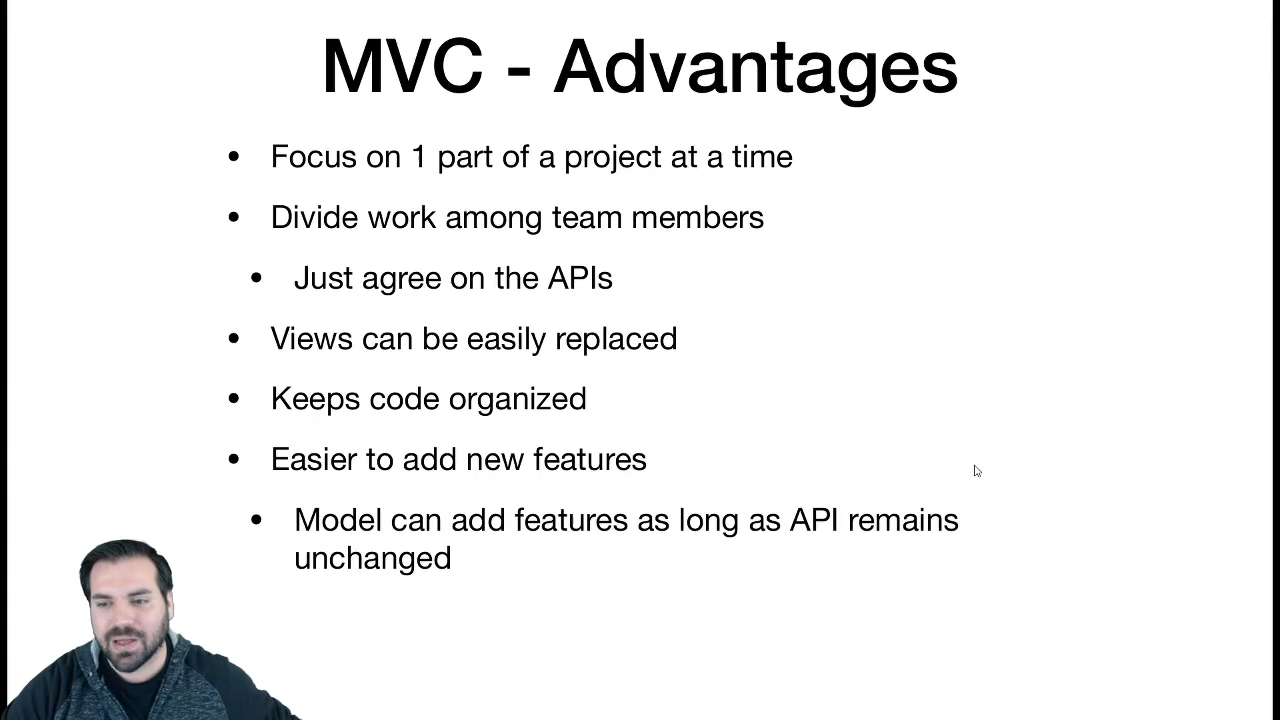 MVC - Advantages
• Focus on 1 part of a project at a time
• Divide work among team members
• Just agree on the APIs
• Views can be easily replaced
• Keeps code organized
• Easier to add new features
• Model can add features as long as API remains
unchanged